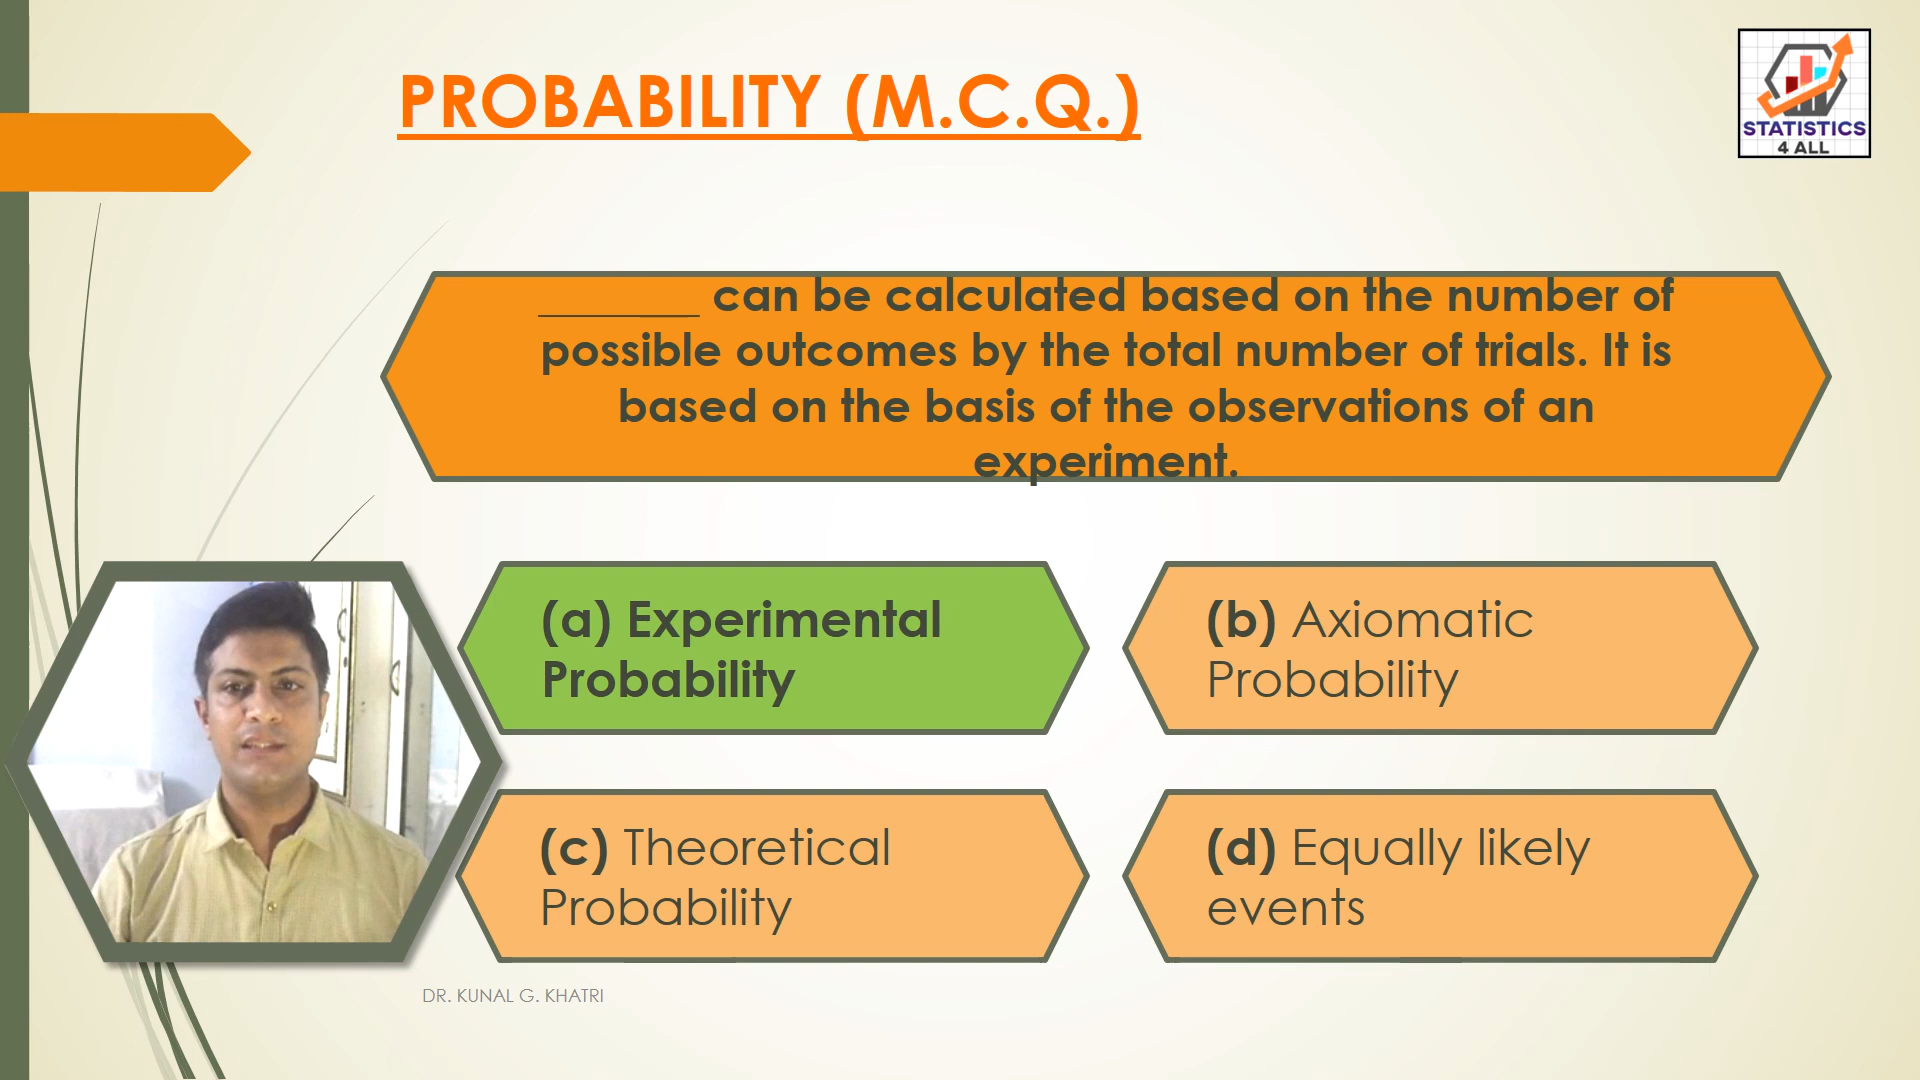 PROBABILITY (M.C.Q.)
STATISTICS
4 ALL
_______ can be calculated based on the number of
possible outcomes by the total number of trials. It is
based on the basis of the observations of an
experiment.
(a) Experimental
Probability
(b) Axiomatic
Probability
(c) Theoretical
Probability
(d) Equally likely
events
DR. KUNAL G. KHATRI